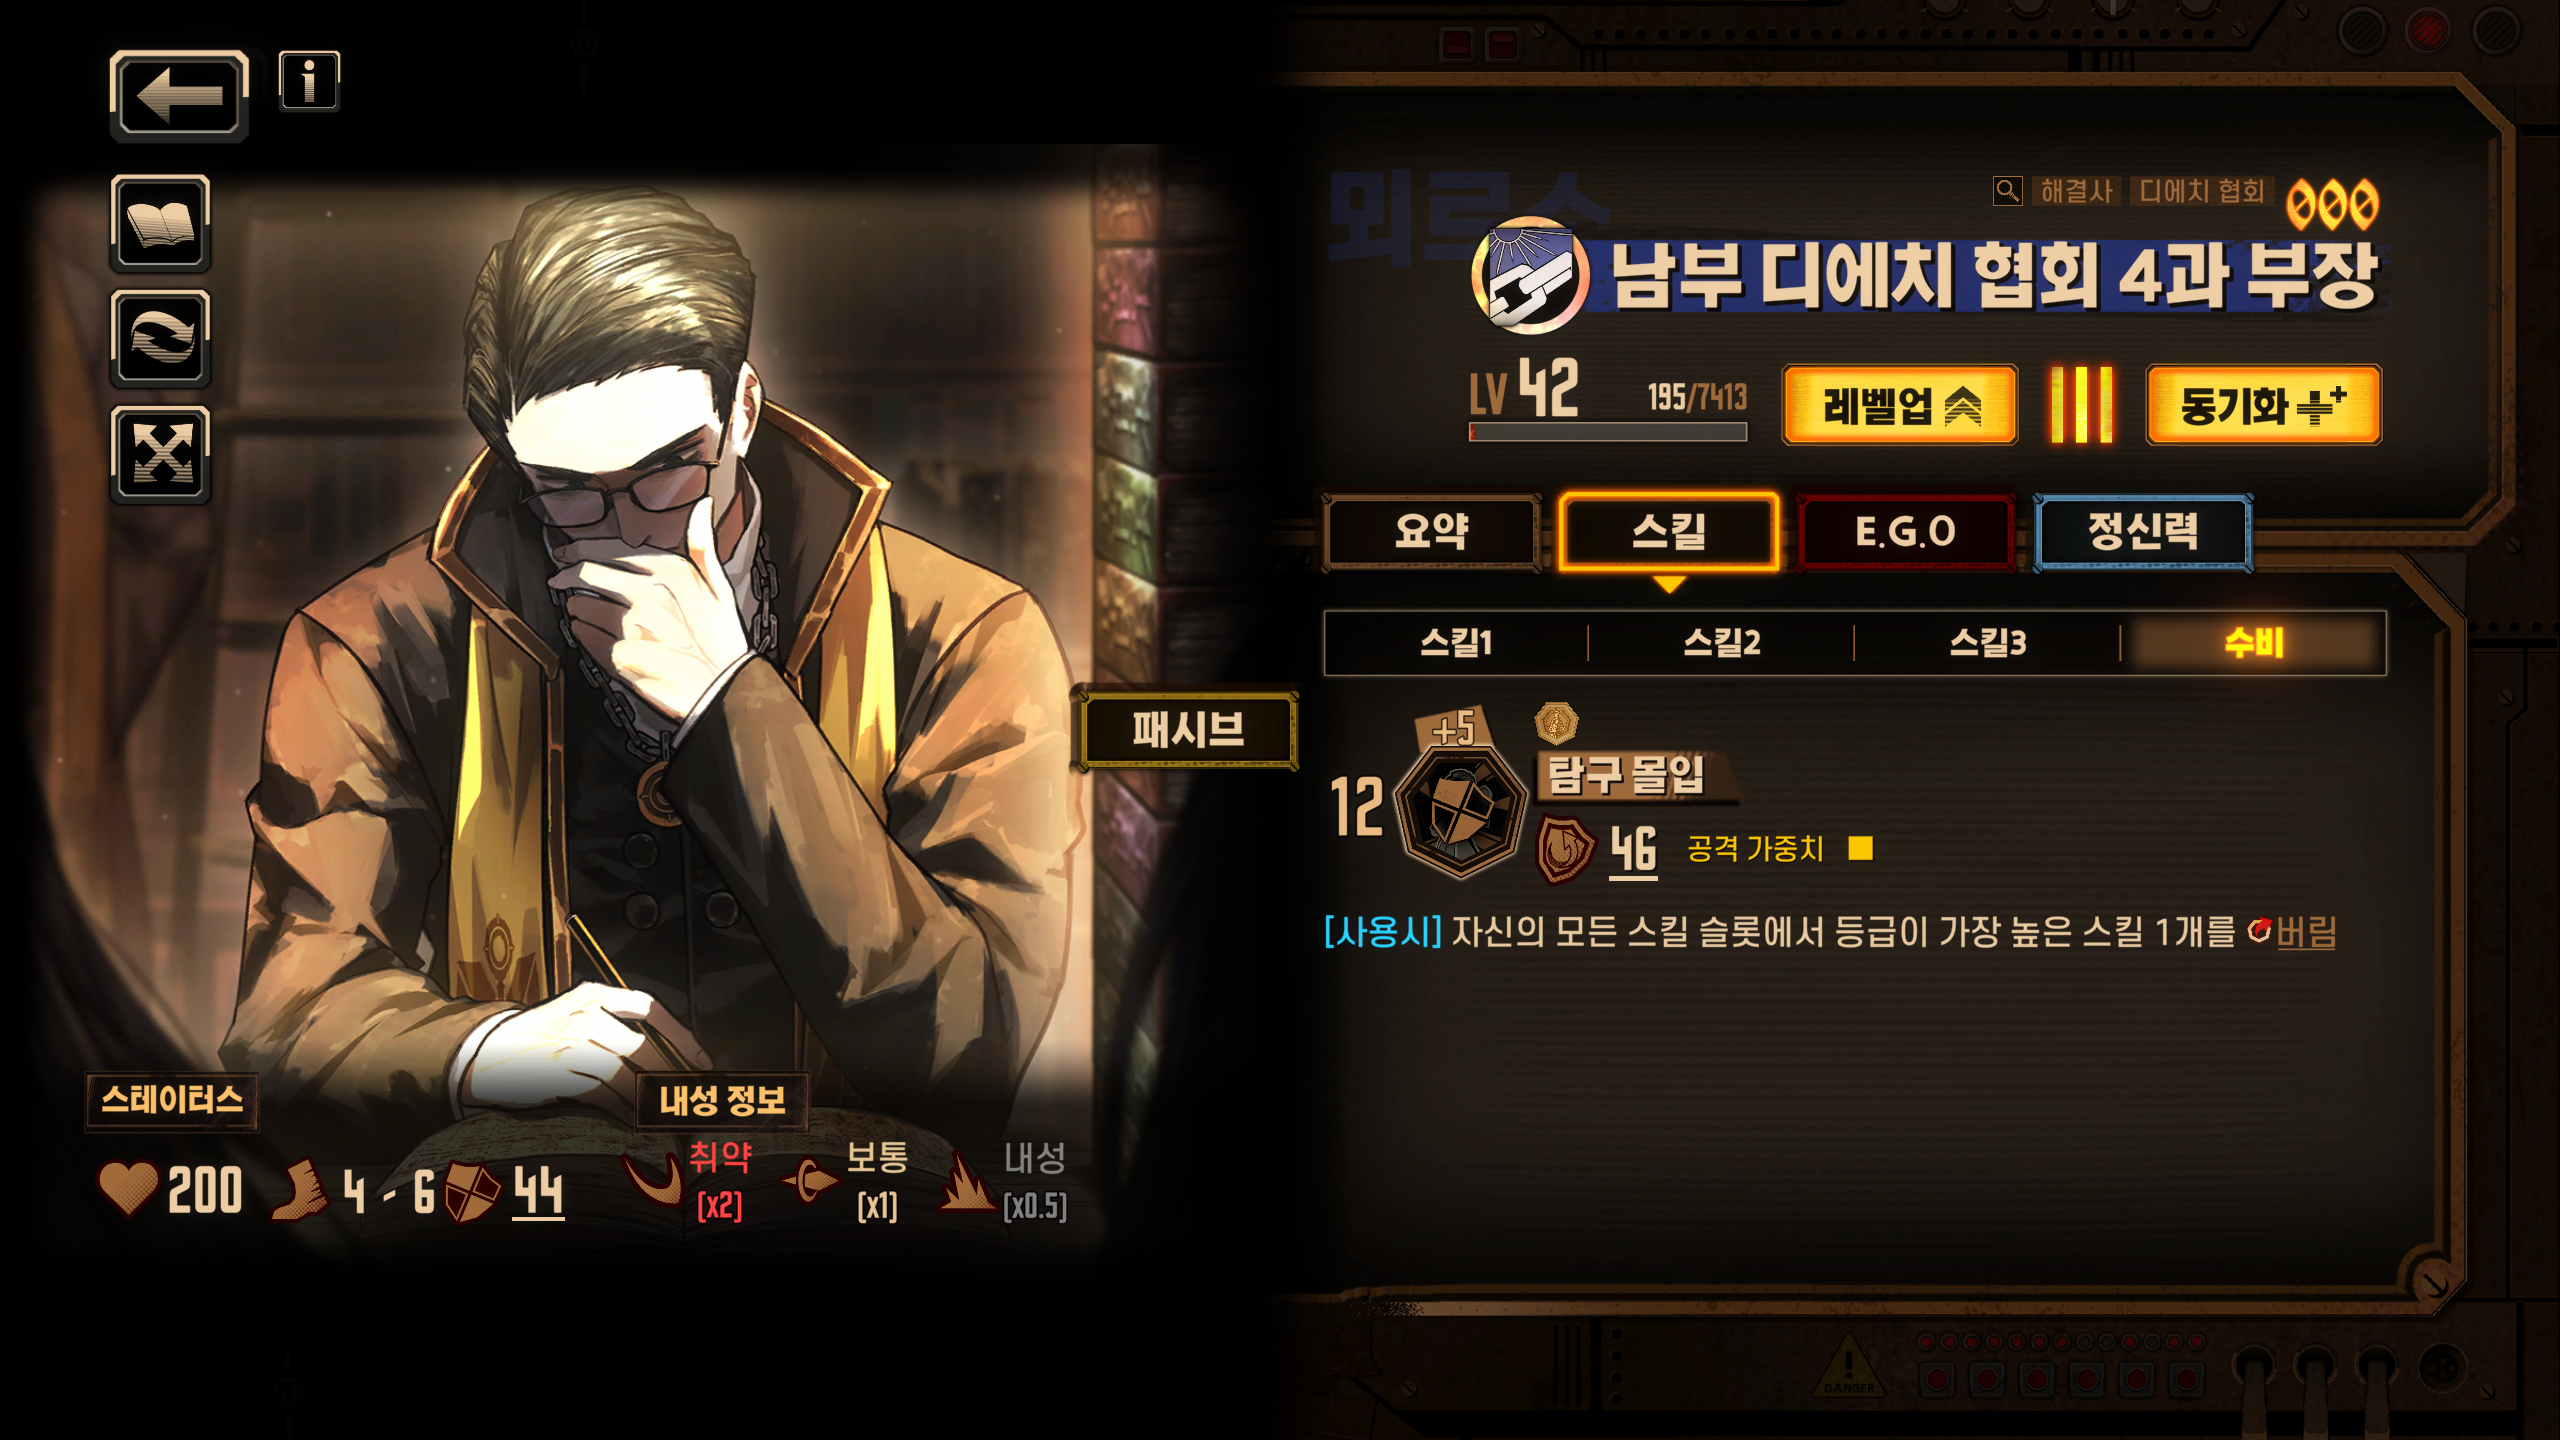 뫼르소
해결사 디에치 협회
남부 디에치 협회 4과 부장
LV 42 195/7413 레벨업 동기화
요약 스킬 E.G.O 정신력
스킬1 스킬2 스킬3 수비
패시브
+5
12 탐구 몰입
46 공격 가중치
[사용시] 자신의 모든 스킬 슬롯에서 등급이 가장 높은 스킬 1개를 버림
스테이터스 내성 정보
200 4 - 6 44
취약 보통 내성
(x2) (x1) (x0.5)
DANGER